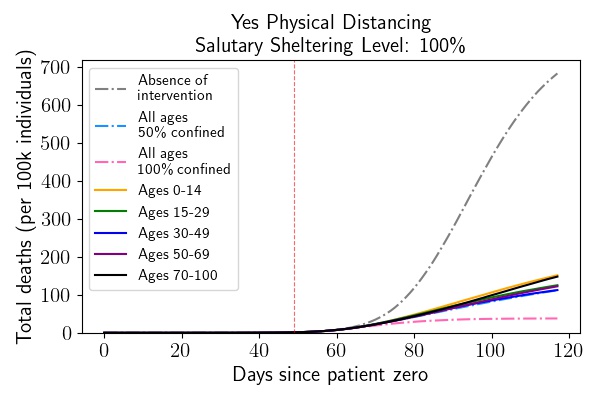 Yes Physical Distancing
Salutary Sheltering Level: 100%
Total deaths (per 100k individuals)
700
600
500
400
300
200
100
0
Absence of
intervention
All ages
50% confined
All ages
100% confined
Ages 0-14
Ages 15-29
Ages 30-49
Ages 50-69
Ages 70-100
0 20 40 60 80 100 120
Days since patient zero